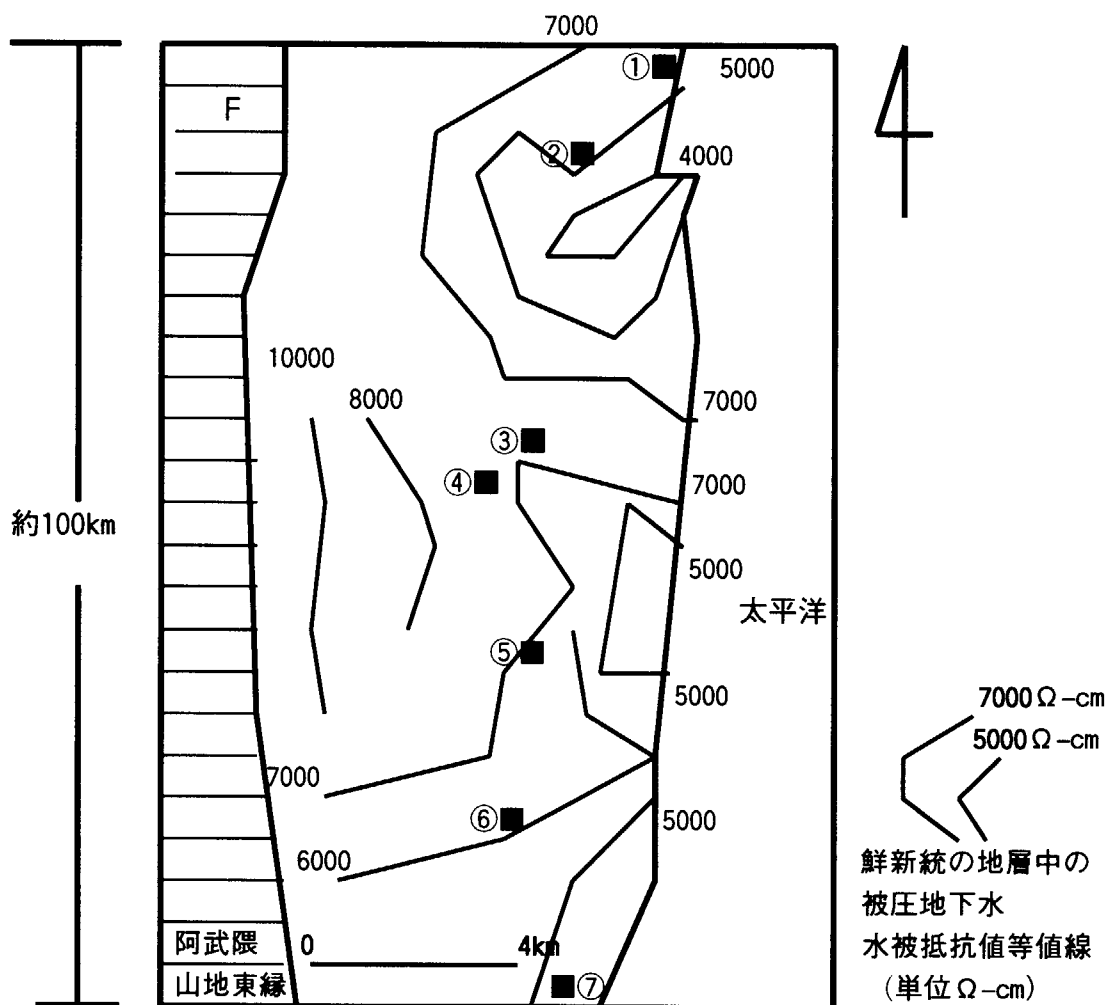 7000
① 5000
F
② 4000
10000
8000
7000
③
④ 7000
約100km
5000
太平洋
⑤
5000
7000Ω-cm
5000Ω-cm
7000
⑥ 5000
6000
鮮新統の地層中の
被圧地下水
水被抵抗値等値線
(単位Ω-cm)
阿武隈
山地東縁
0 4km
⑦